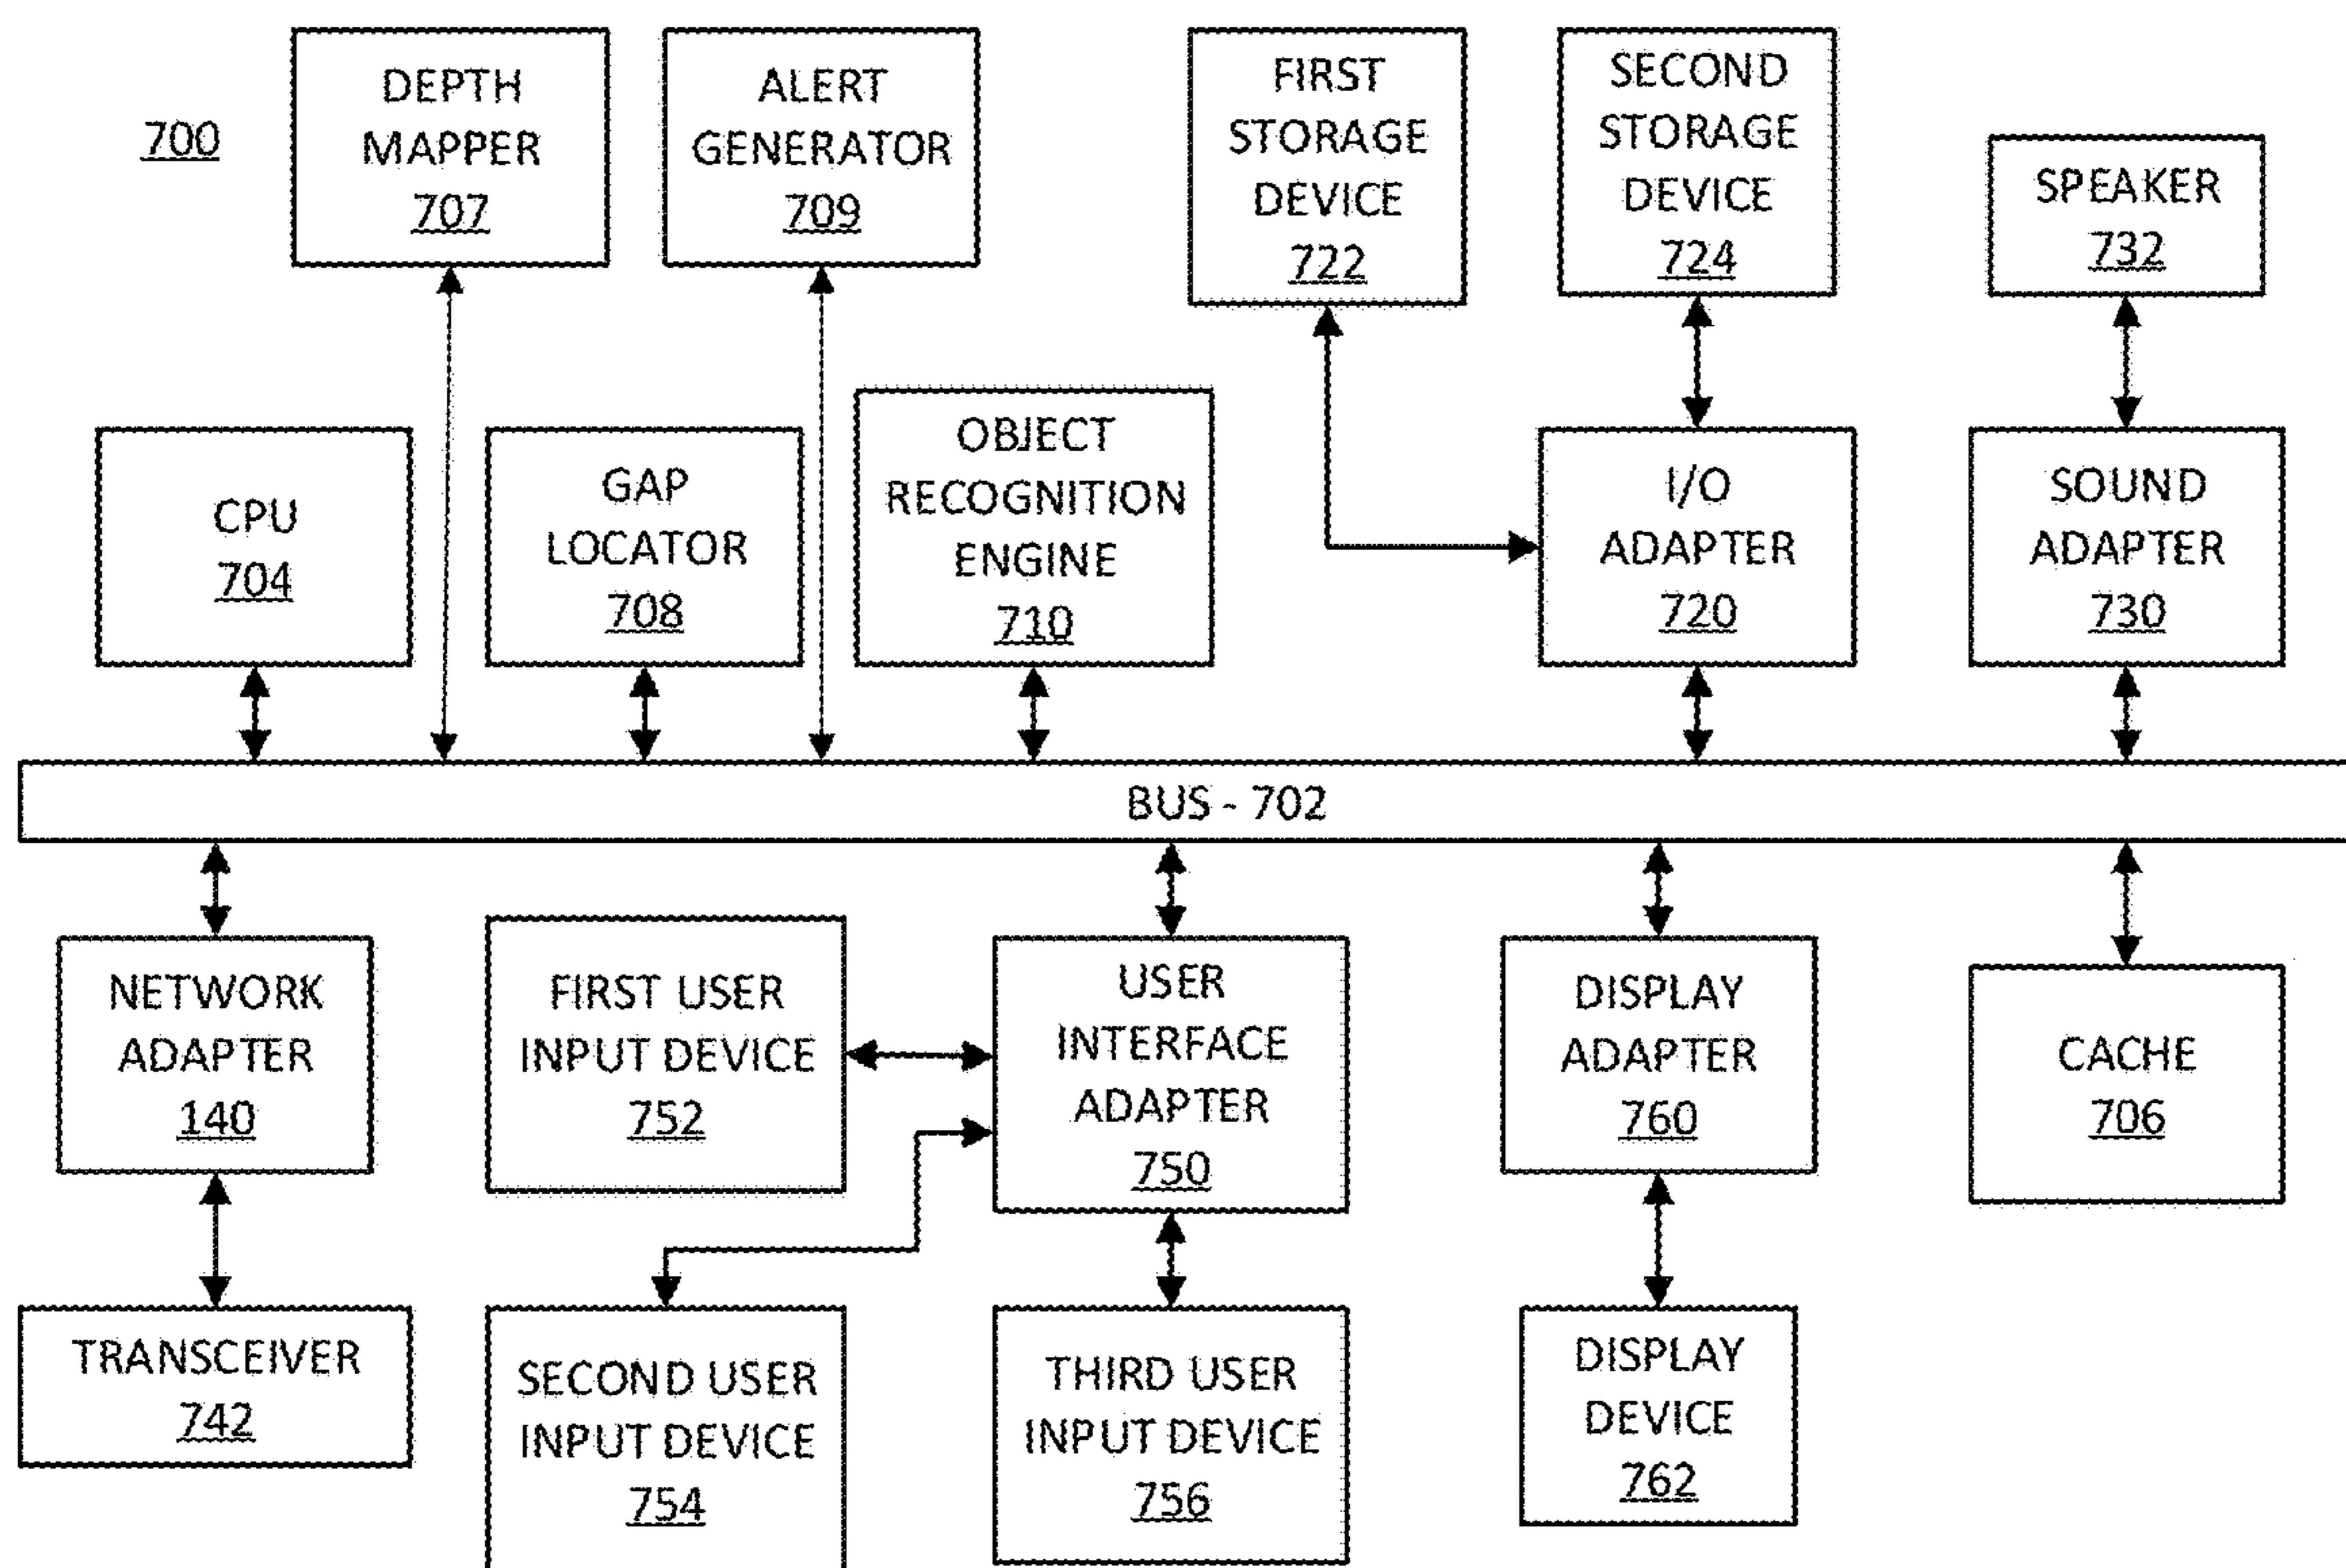 700
DEPTH
MAPPER
707
ALERT
GENERATOR
709
FIRST
STORAGE
DEVICE
722
SECOND
STORAGE
DEVICE
724
SPEAKER
732
CPU
704
GAP
LOCATOR
708
OBJECT
RECOGNITION
ENGINE
710
I/O
ADAPTER
720
SOUND
ADAPTER
730
BUS - 702
NETWORK
ADAPTER
140
FIRST USER
INPUT DEVICE
752
USER
INTERFACE
ADAPTER
750
DISPLAY
ADAPTER
760
CACHE
706
TRANSCEIVER
742
SECOND USER
INPUT DEVICE
754
THIRD USER
INPUT DEVICE
756
DISPLAY
DEVICE
762